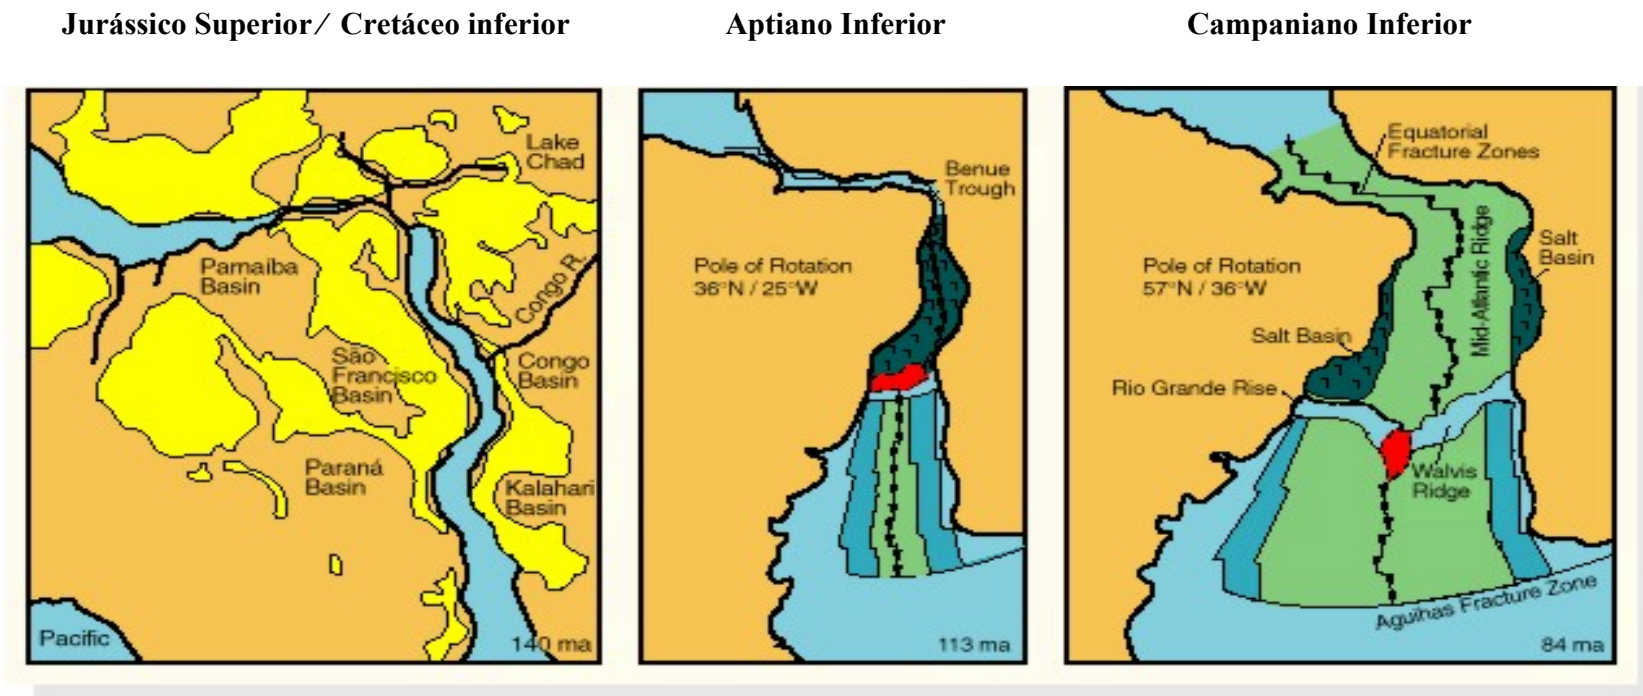 Jurássico Superior/ Cretáceo inferior
Aptiano Inferior
Campaniano Inferior
Lake
Chad
Parnaíba
Basin
Congo R.
São
Francisco
Basin
Congo
Basin
Paraná
Basin
Kalahari
Basin
Pacific
140 ma
Benue
Trough
Pole of Rotation
36°N / 25°W
113 ma
Equatorial
Fracture Zones
Mid-Atlantic Ridge
Salt
Basin
Pole of Rotation
57°N / 36°W
Salt Basin
Rio Grande Rise
Walvis
Ridge
Agulhas Fracture Zone
84 ma